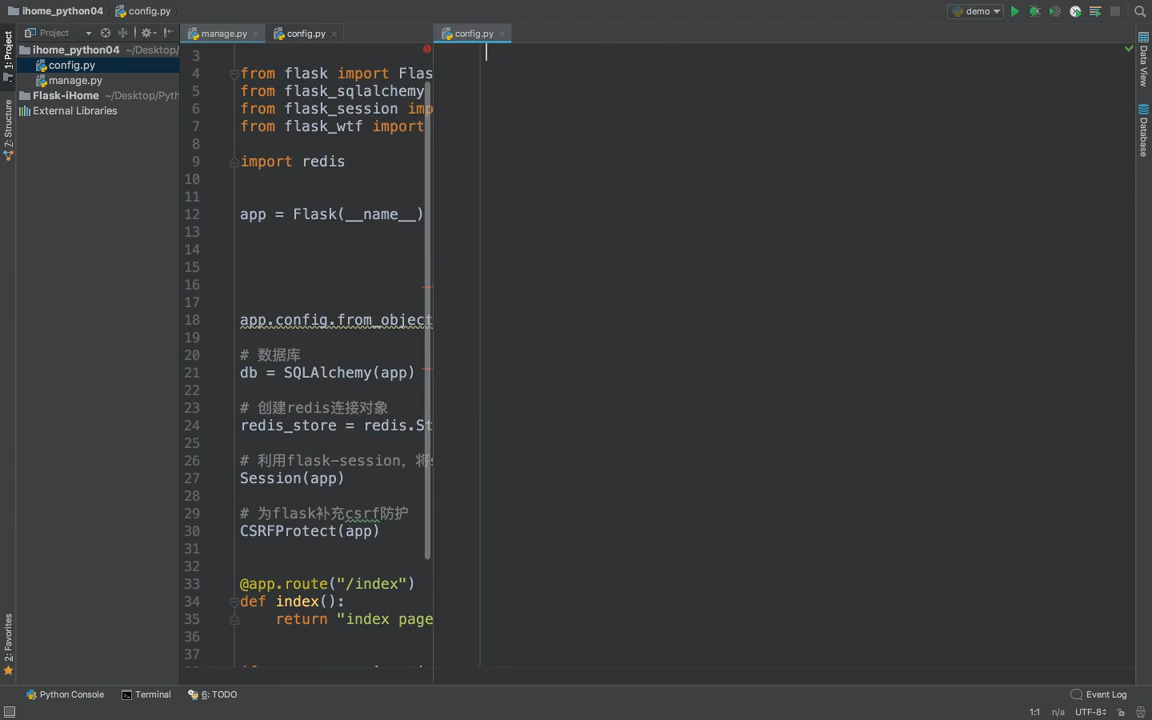 ihome_python04 config.py
demo
1: Project
Project
manage.py config.py
config.py
ihome_python04 ~/Desktop/
config.py
manage.py
Flask-iHome ~/Desktop/Pyth
External Libraries
Z: Structure
2: Favorites
Data View
Database
3
4 from flask import Flas
5 from flask_sqlalchemy
6 from flask_session imp
7 from flask_wtf import
8
9 import redis
10
11
12 app = Flask(__name__)
13
14
15
16
17
18 app.config.from_object
19
20 # 数据库
21 db = SQLAlchemy(app)
22
23 # 创建redis连接对象
24 redis_store = redis.St
25
26 # 利用flask-session, 将
27 Session(app)
28
29 # 为flask补充csrf防护
30 CSRFProtect(app)
31
32
33 @app.route("/index")
34 def index():
35 return "index page
36
37
Python Console Terminal 6: TODO Event Log
1:1 n/a UTF-8